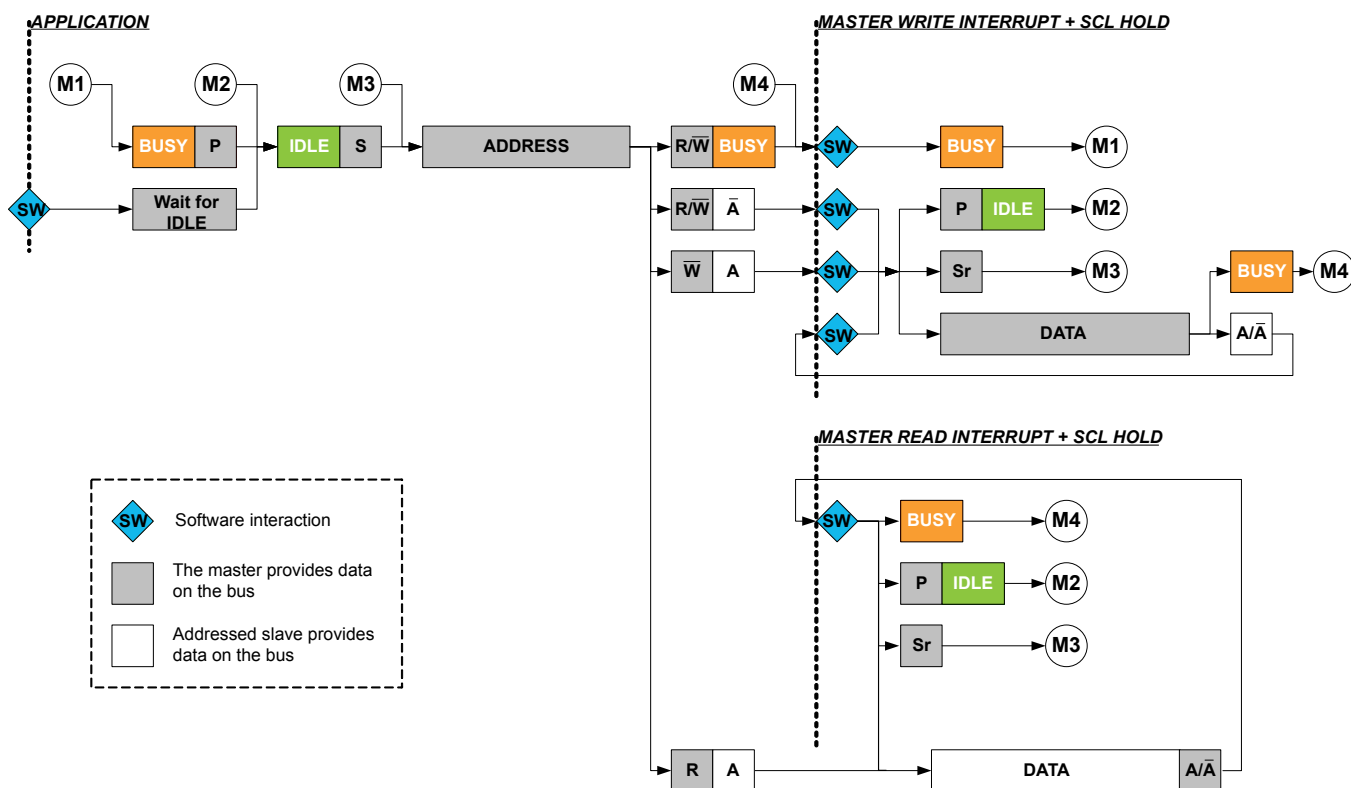 APPLICATION
MASTER WRITE INTERRUPT + SCL HOLD
M1
M2
M3
M4
BUSY P
IDLE S
ADDRESS
R/W̅ BUSY
SW
BUSY
M1
SW
Wait for
IDLE
R/W̅ A̅
SW
P IDLE
M2
W̅ A
SW
Sr
M3
BUSY
M4
SW
DATA
A/A̅
MASTER READ INTERRUPT + SCL HOLD
SW
BUSY
M4
P IDLE
M2
Sr
M3
SW
Software interaction
The master provides data
on the bus
Addressed slave provides
data on the bus
R A
DATA
A/A̅